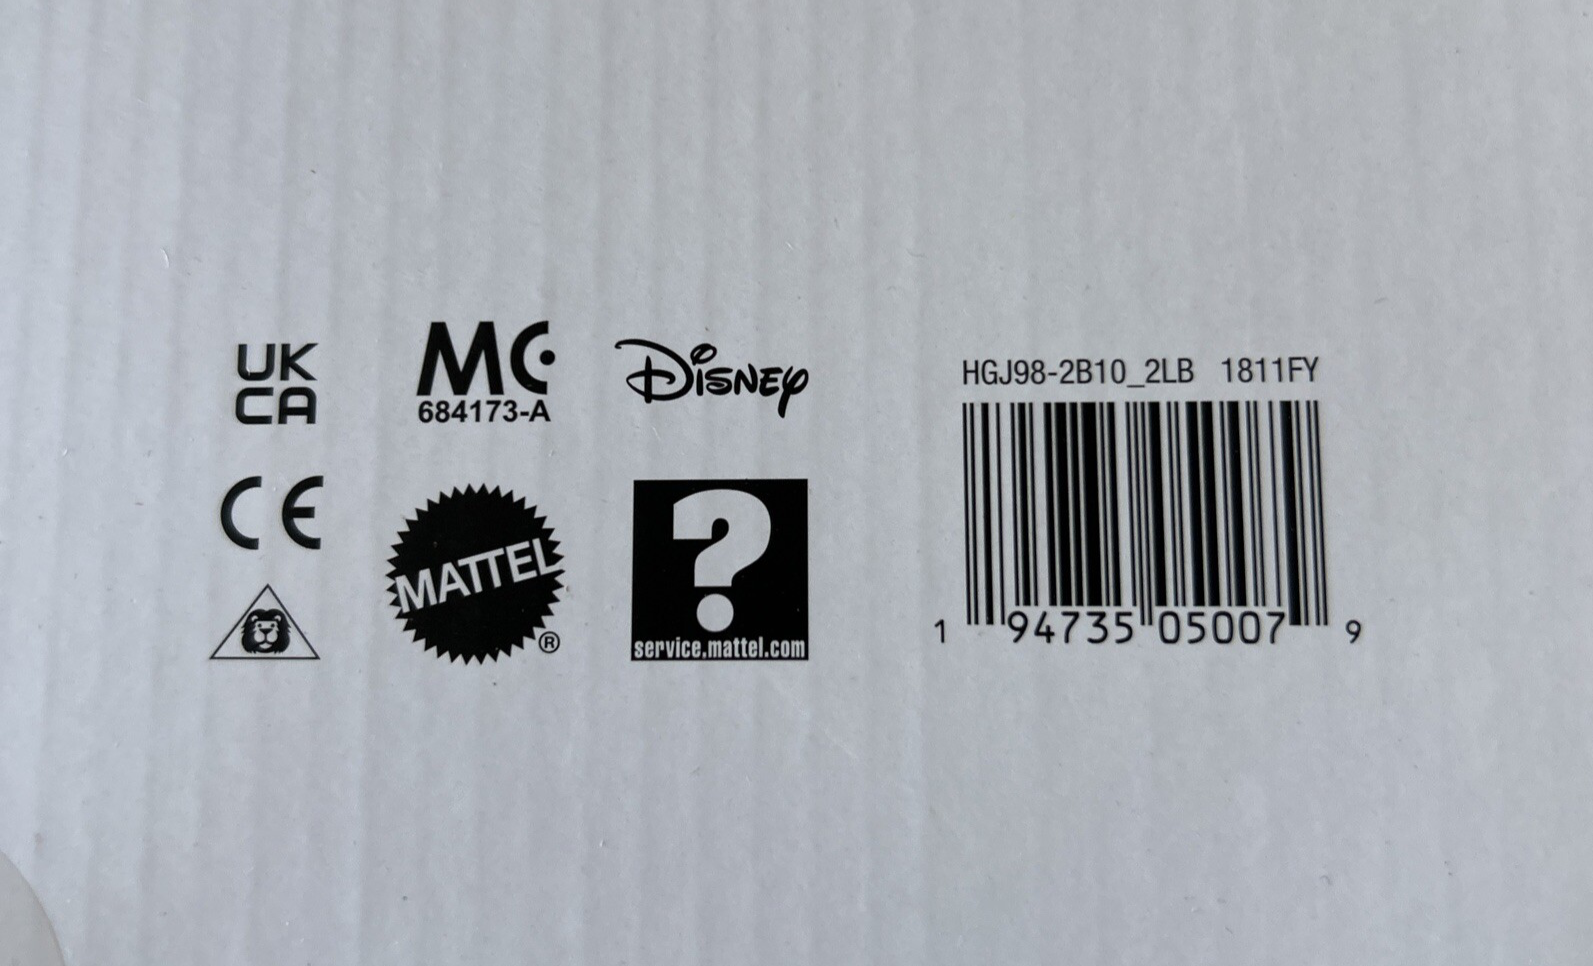 UK
CA
MC
684173-A
Disney
HGJ98-2B10_2LB 1811FY
CE
MATTEL®
?
service.mattel.com
1 94735 05007 9